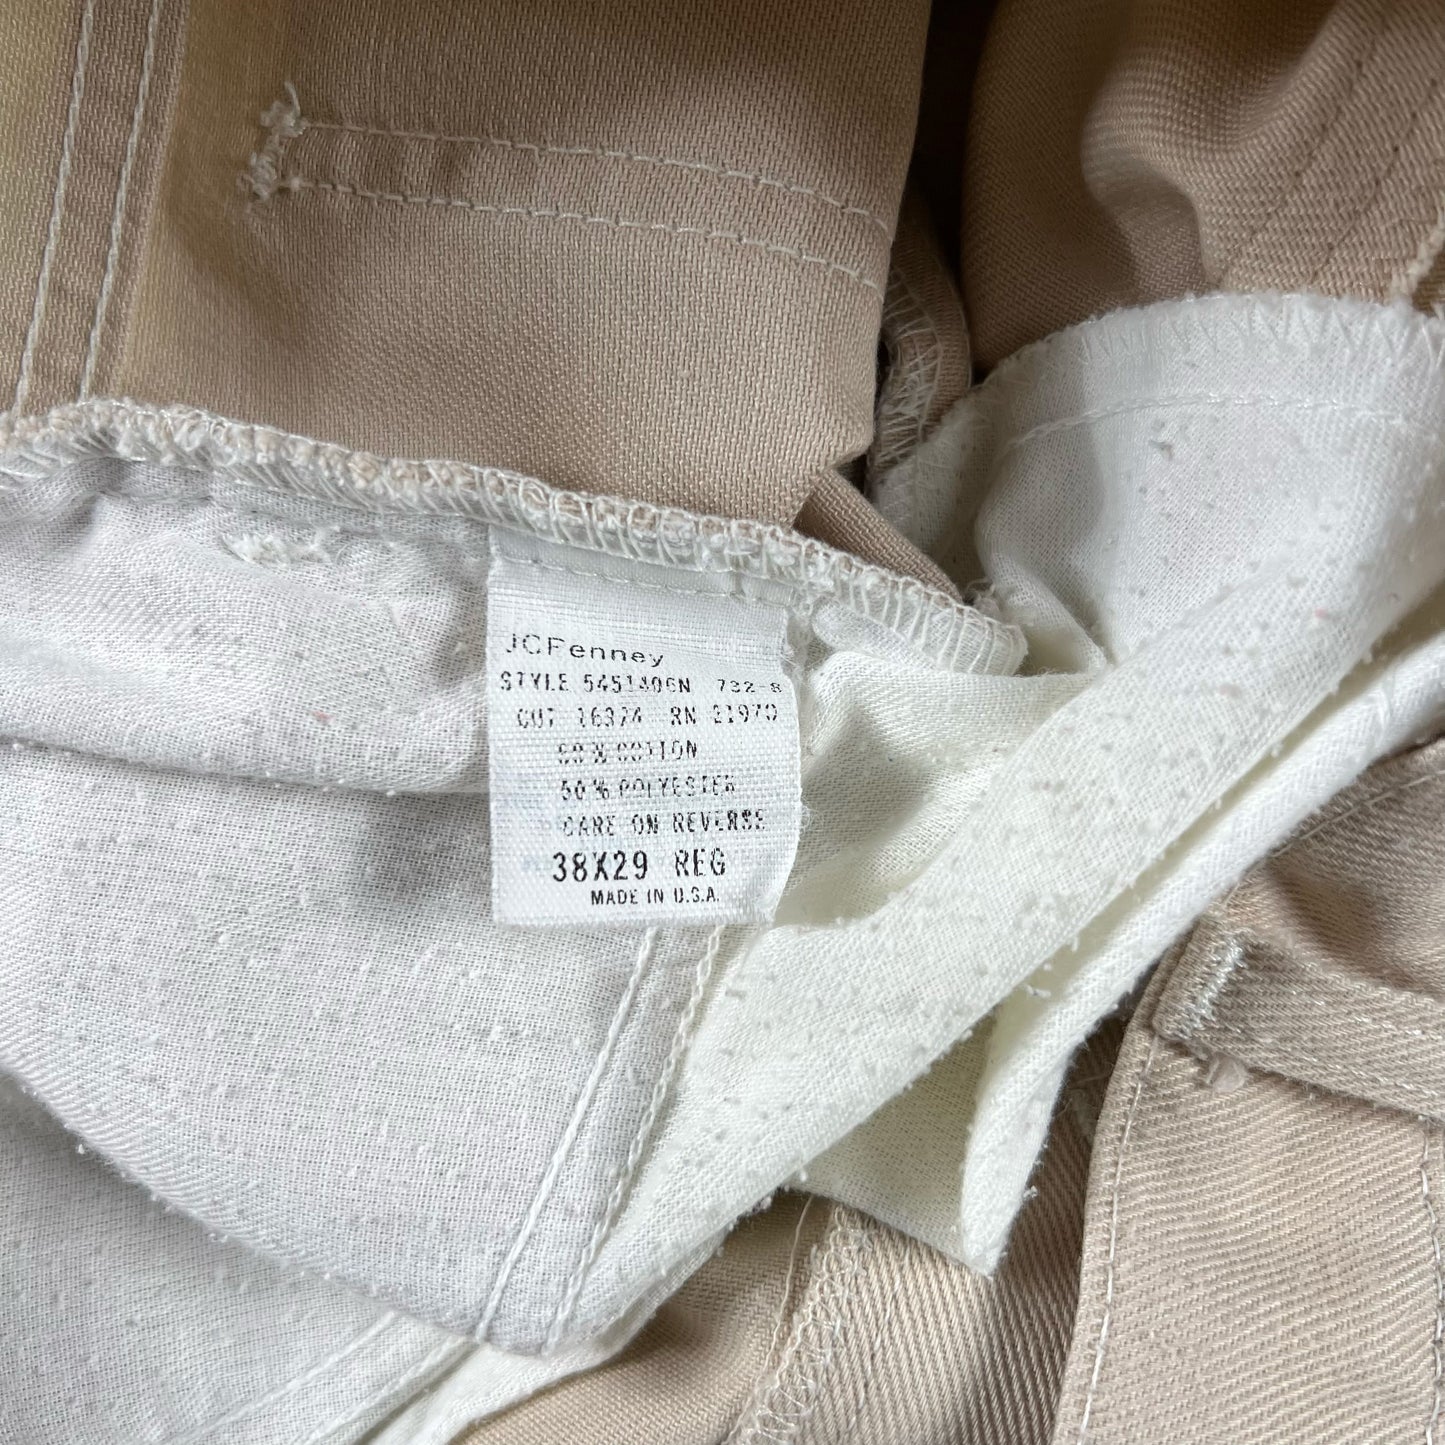 JCPenney
STYLE 5451406N 732-8
CUT 16374 RN 21970
50% COTTON
50% POLYESTER
CARE ON REVERSE
38X29 REG
MADE IN U.S.A.